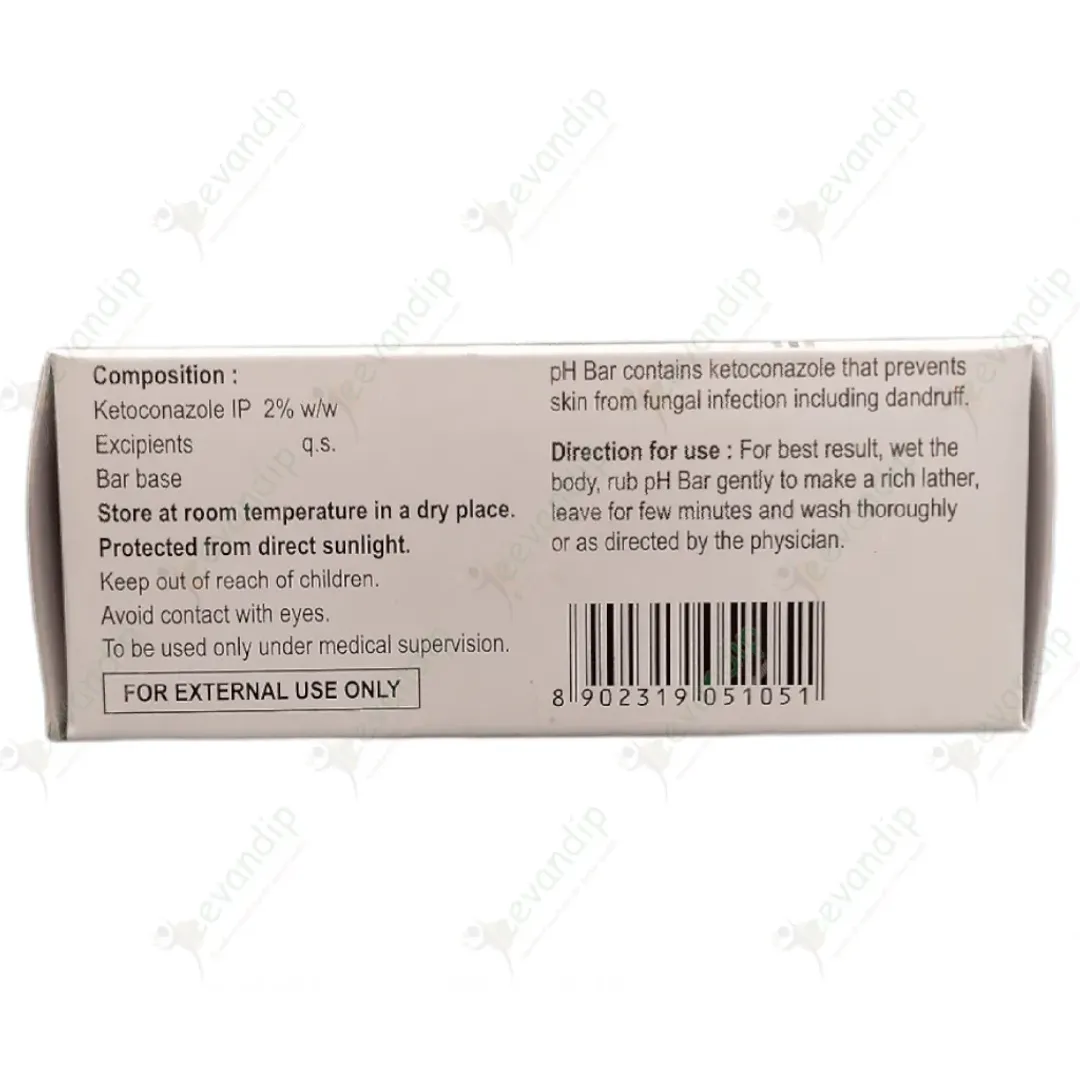 Composition :
Ketoconazole IP 2% w/w
Excipients q.s.
Bar base
Store at room temperature in a dry place.
Protected from direct sunlight.
Keep out of reach of children.
Avoid contact with eyes.
To be used only under medical supervision.
FOR EXTERNAL USE ONLY
pH Bar contains ketoconazole that prevents
skin from fungal infection including dandruff.
Direction for use : For best result, wet the
body, rub pH Bar gently to make a rich lather,
leave for few minutes and wash thoroughly
or as directed by the physician.
8 902319 051051
Jeevandip